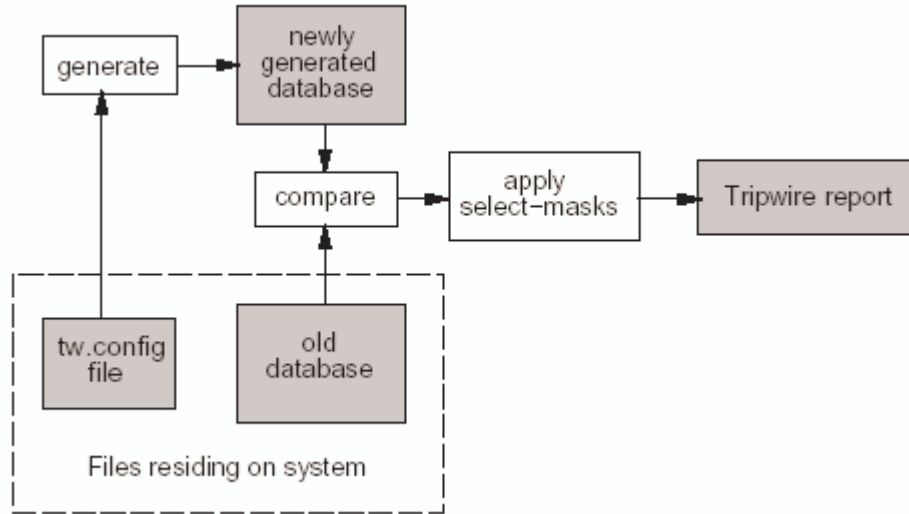 newly
generated
database
generate
compare
apply
select-masks
Tripwire report
tw.config
file
old
database
Files residing on system